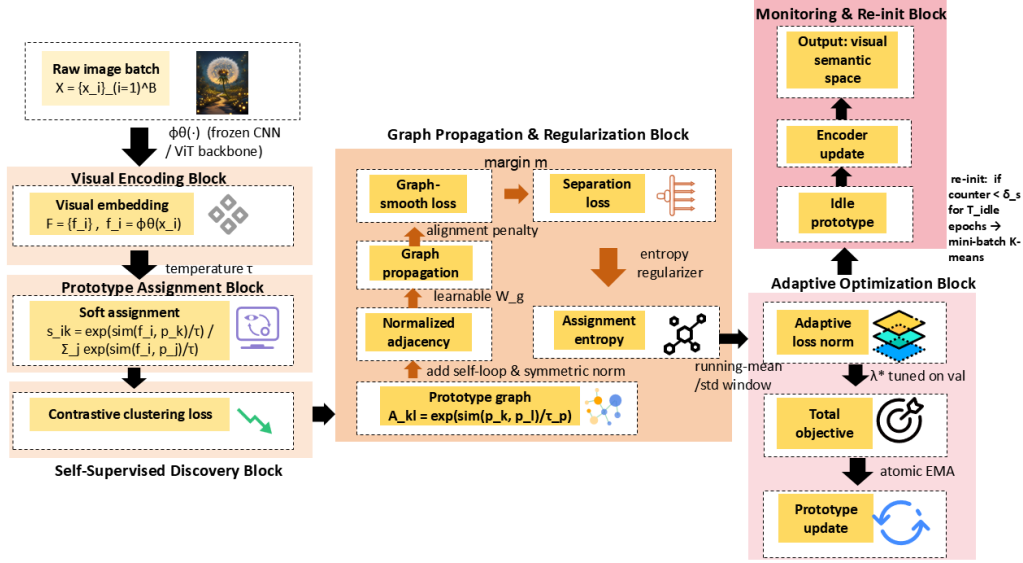 Raw image batch
X = {x_i}_(i=1)^B
ϕθ(·) (frozen CNN
/ ViT backbone)
Visual Encoding Block
Visual embedding
F = {f_i} , f_i = ϕθ(x_i)
temperature τ
Prototype Assignment Block
Soft assignment
s_ik = exp(sim(f_i, p_k)/τ) /
Σ_j exp(sim(f_i, p_j)/τ)
Contrastive clustering loss
Self-Supervised Discovery Block
Graph Propagation & Regularization Block
margin m
Graph-
smooth loss
Separation
loss
alignment penalty
Graph
propagation
entropy
regularizer
learnable W_g
Normalized
adjacency
Assignment
entropy
add self-loop & symmetric norm
Prototype graph
A_kl = exp(sim(p_k, p_l)/τ_p)
running-mean
/std window
Monitoring & Re-init Block
Output: visual
semantic
space
Encoder
update
Idle
prototype
re-init: if
counter < δ_s
for T_idle
epochs →
mini-batch K-
means
Adaptive Optimization Block
Adaptive
loss norm
λ* tuned on val
Total
objective
atomic EMA
Prototype
update